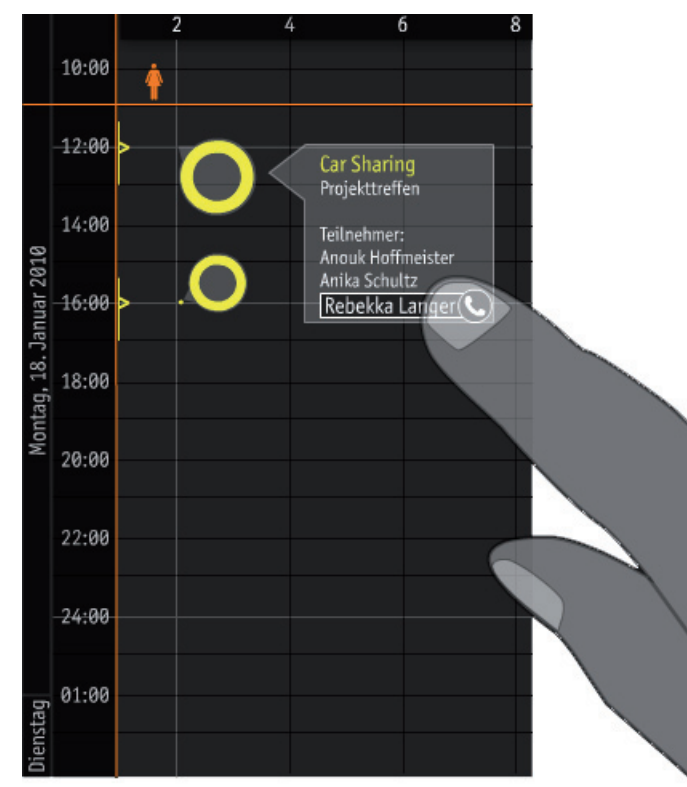 2 4 6 8
10:00
12:00
14:00
16:00
18:00
20:00
22:00
24:00
01:00
Montag, 18. Januar 2010
Dienstag
Car Sharing
Projekttreffen
Teilnehmer:
Anouk Hoffmeister
Anika Schultz
Rebekka Langer